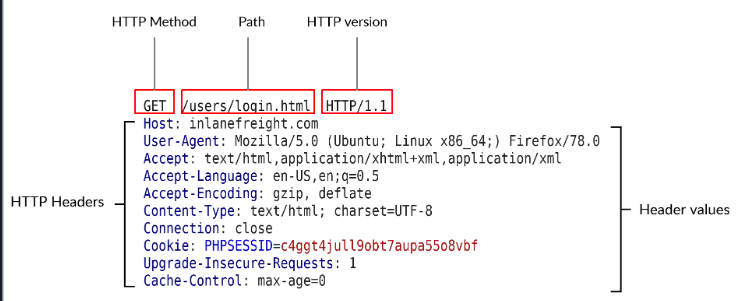 HTTP Method Path HTTP version
GET /users/login.html HTTP/1.1
Host: inlanefreight.com
User-Agent: Mozilla/5.0 (Ubuntu; Linux x86_64;) Firefox/78.0
Accept: text/html,application/xhtml+xml,application/xml
Accept-Language: en-US,en;q=0.5
Accept-Encoding: gzip, deflate
HTTP Headers
Content-Type: text/html; charset=UTF-8
Header values
Connection: close
Cookie: PHPSESSID=c4ggt4jull9obt7aupa55o8vbf
Upgrade-Insecure-Requests: 1
Cache-Control: max-age=0